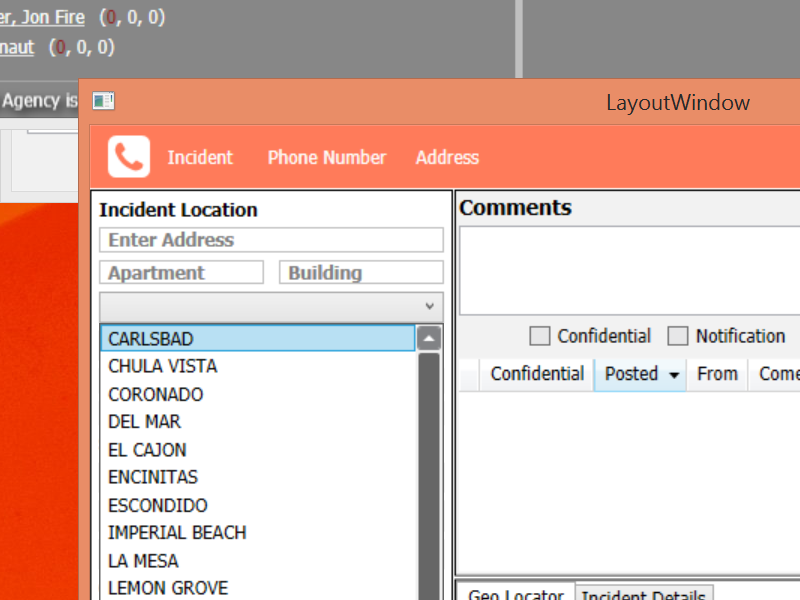 er, Jon Fire (0, 0, 0)
naut (0, 0, 0)
Agency is
LayoutWindow
Incident Phone Number Address
Incident Location
Enter Address
Apartment Building
CARLSBAD
CHULA VISTA
CORONADO
DEL MAR
EL CAJON
ENCINITAS
ESCONDIDO
IMPERIAL BEACH
LA MESA
LEMON GROVE
Comments
Confidential Notification
Confidential Posted From Come
Geo Locator Incident Details